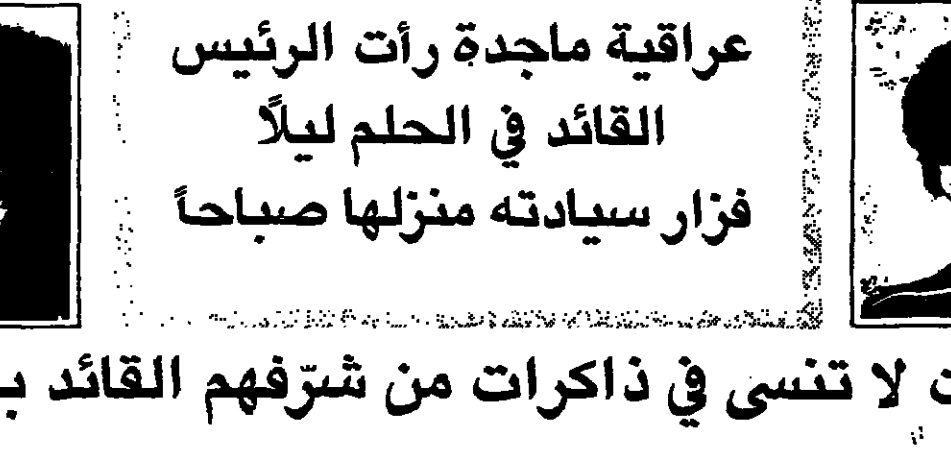 عراقية ماجدة رأت الرئيس
القائد في الحلم ليلاً
فزار سيادته منزلها صباحاً
لا تنسى في ذاكرات من شرّفهم القائد بـ